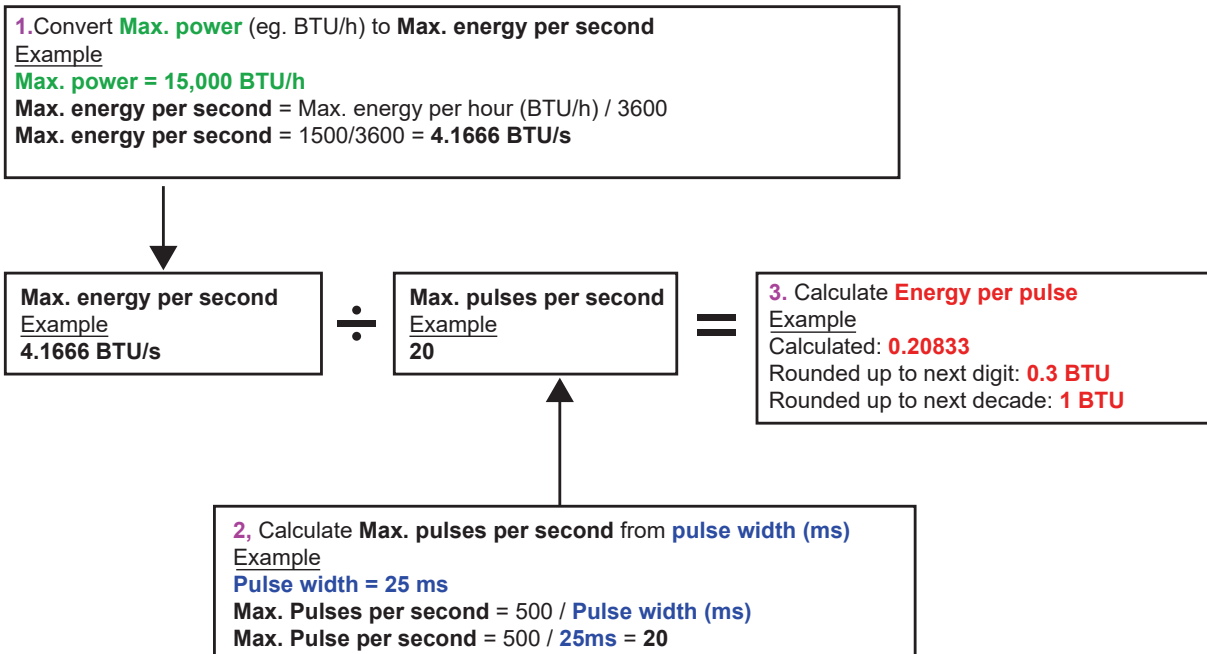 1.Convert Max. power (eg. BTU/h) to Max. energy per second
Example
Max. power = 15,000 BTU/h
Max. energy per second = Max. energy per hour (BTU/h) / 3600
Max. energy per second = 1500/3600 = 4.1666 BTU/s
Max. energy per second
Example
4.1666 BTU/s
÷
Max. pulses per second
Example
20
=
3. Calculate Energy per pulse
Example
Calculated: 0.20833
Rounded up to next digit: 0.3 BTU
Rounded up to next decade: 1 BTU
2, Calculate Max. pulses per second from pulse width (ms)
Example
Pulse width = 25 ms
Max. Pulses per second = 500 / Pulse width (ms)
Max. Pulse per second = 500 / 25ms = 20